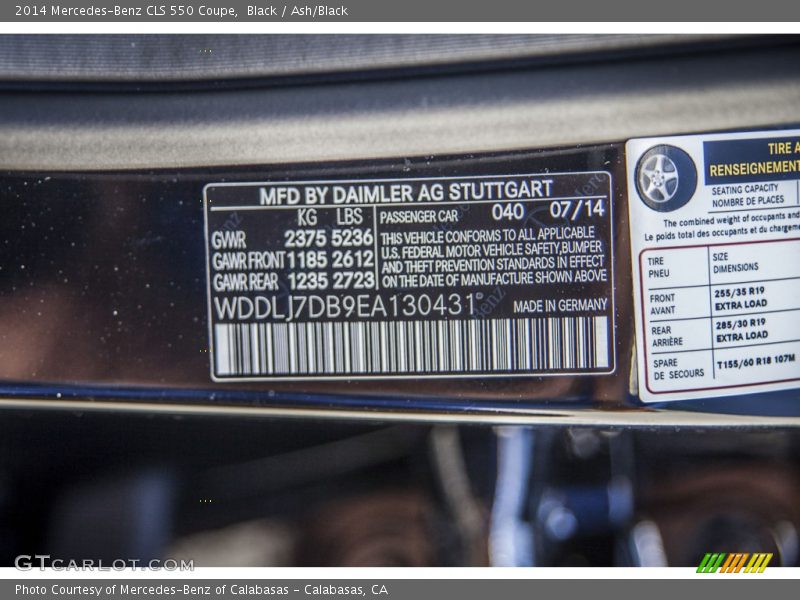 2014 Mercedes-Benz CLS 550 Coupe, Black / Ash/Black
MFD BY DAIMLER AG STUTTGART
KG LBS
GVWR 2375 5236
GAWR FRONT 1185 2612
GAWR REAR 1235 2723
PASSENGER CAR 040 07/14
THIS VEHICLE CONFORMS TO ALL APPLICABLE
U.S. FEDERAL MOTOR VEHICLE SAFETY, BUMPER
AND THEFT PREVENTION STANDARDS IN EFFECT
ON THE DATE OF MANUFACTURE SHOWN ABOVE
WDDLJ7DB9EA130431
MADE IN GERMANY
TIRE A
RENSEIGNEMENT
SEATING CAPACITY
NOMBRE DE PLACES
The combined weight of occupants and
Le poids total des occupants et du chargeme
TIRE SIZE
PNEU DIMENSIONS
FRONT 255/35 R19
AVANT EXTRA LOAD
REAR 285/30 R19
ARRIÈRE EXTRA LOAD
SPARE T155/60 R18 107M
DE SECOURS
GTCARLOT.COM
Photo Courtesy of Mercedes-Benz of Calabasas - Calabasas, CA